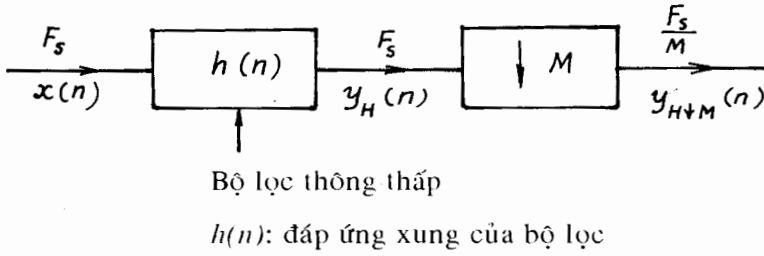 F_s h(n) F_s ↓ M F_s/M
x(n) y_H(n) y_{H↓M}(n)
Bộ lọc thông thấp
h(n): đáp ứng xung của bộ lọc